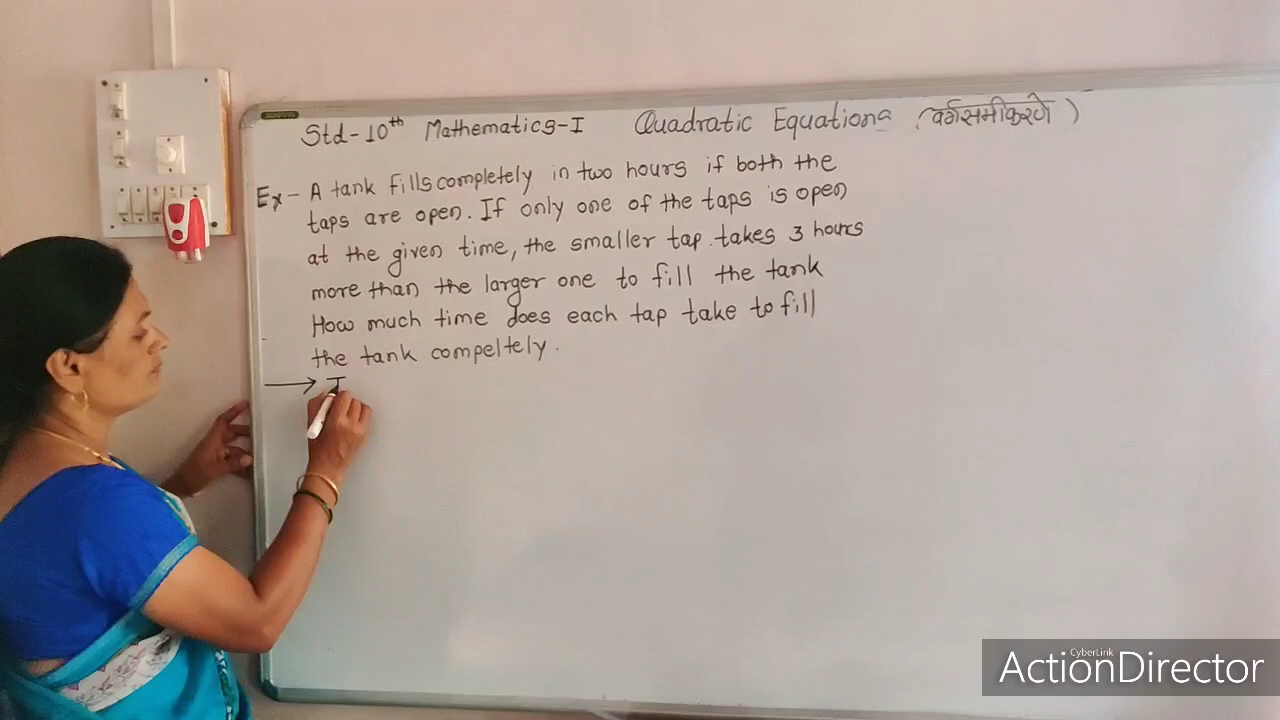 Std-10th Mathematics-I Quadratic Equations (वर्गसमीकरणे)
Ex- A tank fills completely in two hours if both the
taps are open. If only one of the taps is open
at the given time, the smaller tap takes 3 hours
more than the larger one to fill the tank
How much time does each tap take to fill
the tank compeltely.
→ I
CyberLink
ActionDirector